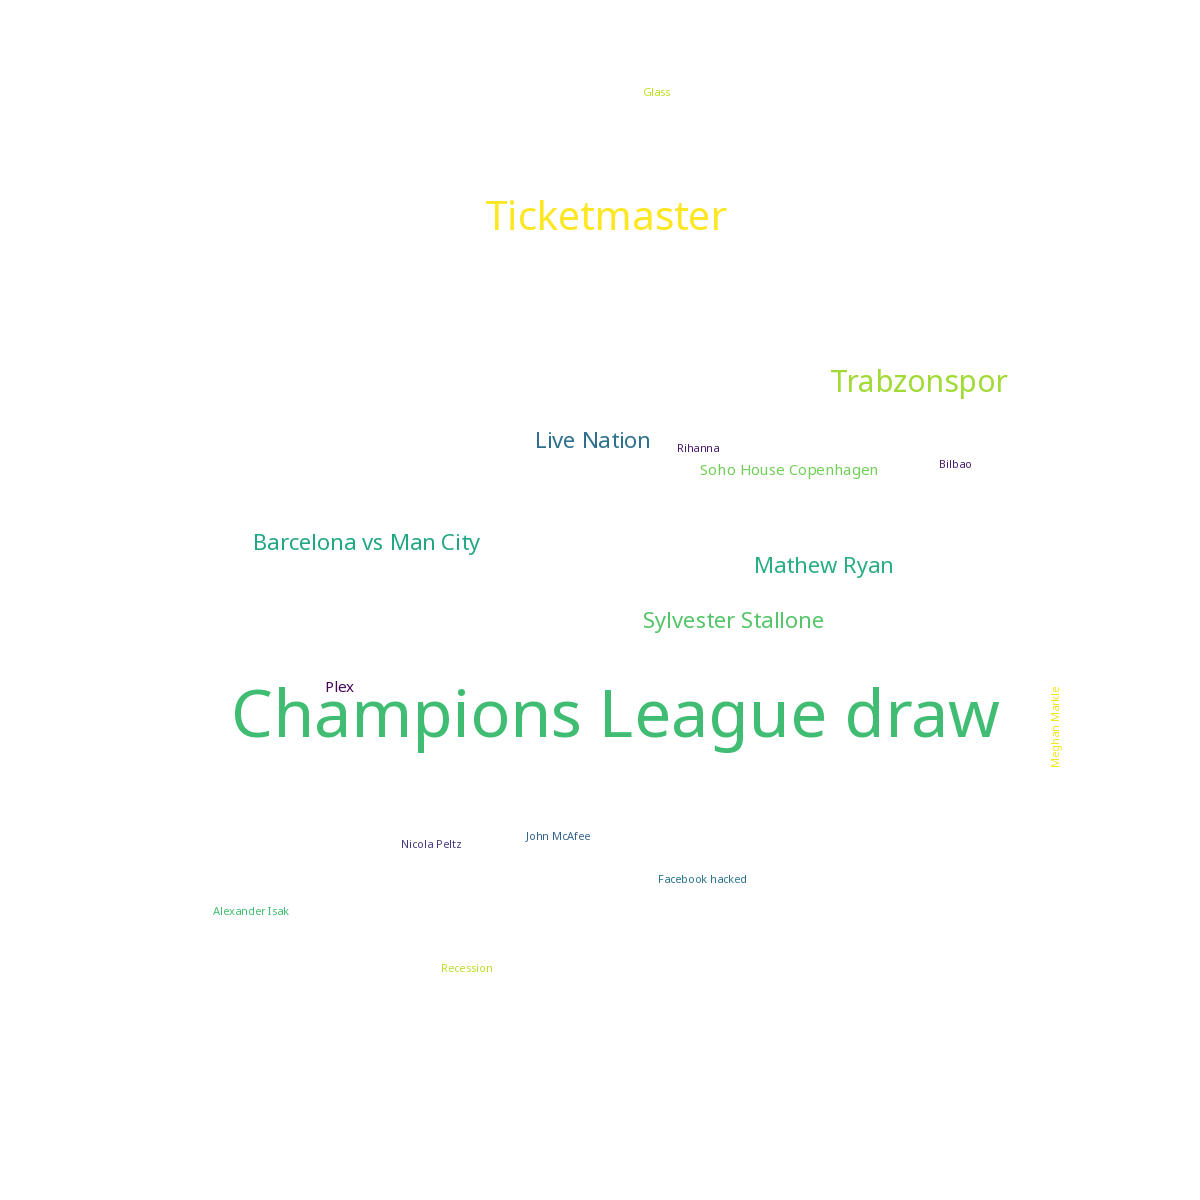 Glass
Ticketmaster
Trabzonspor
Live Nation
Rihanna
Soho House Copenhagen
Bilbao
Barcelona vs Man City
Mathew Ryan
Sylvester Stallone
Plex
Champions League draw
Meghan Markle
John McAfee
Nicola Peltz
Facebook hacked
Alexander Isak
Recession